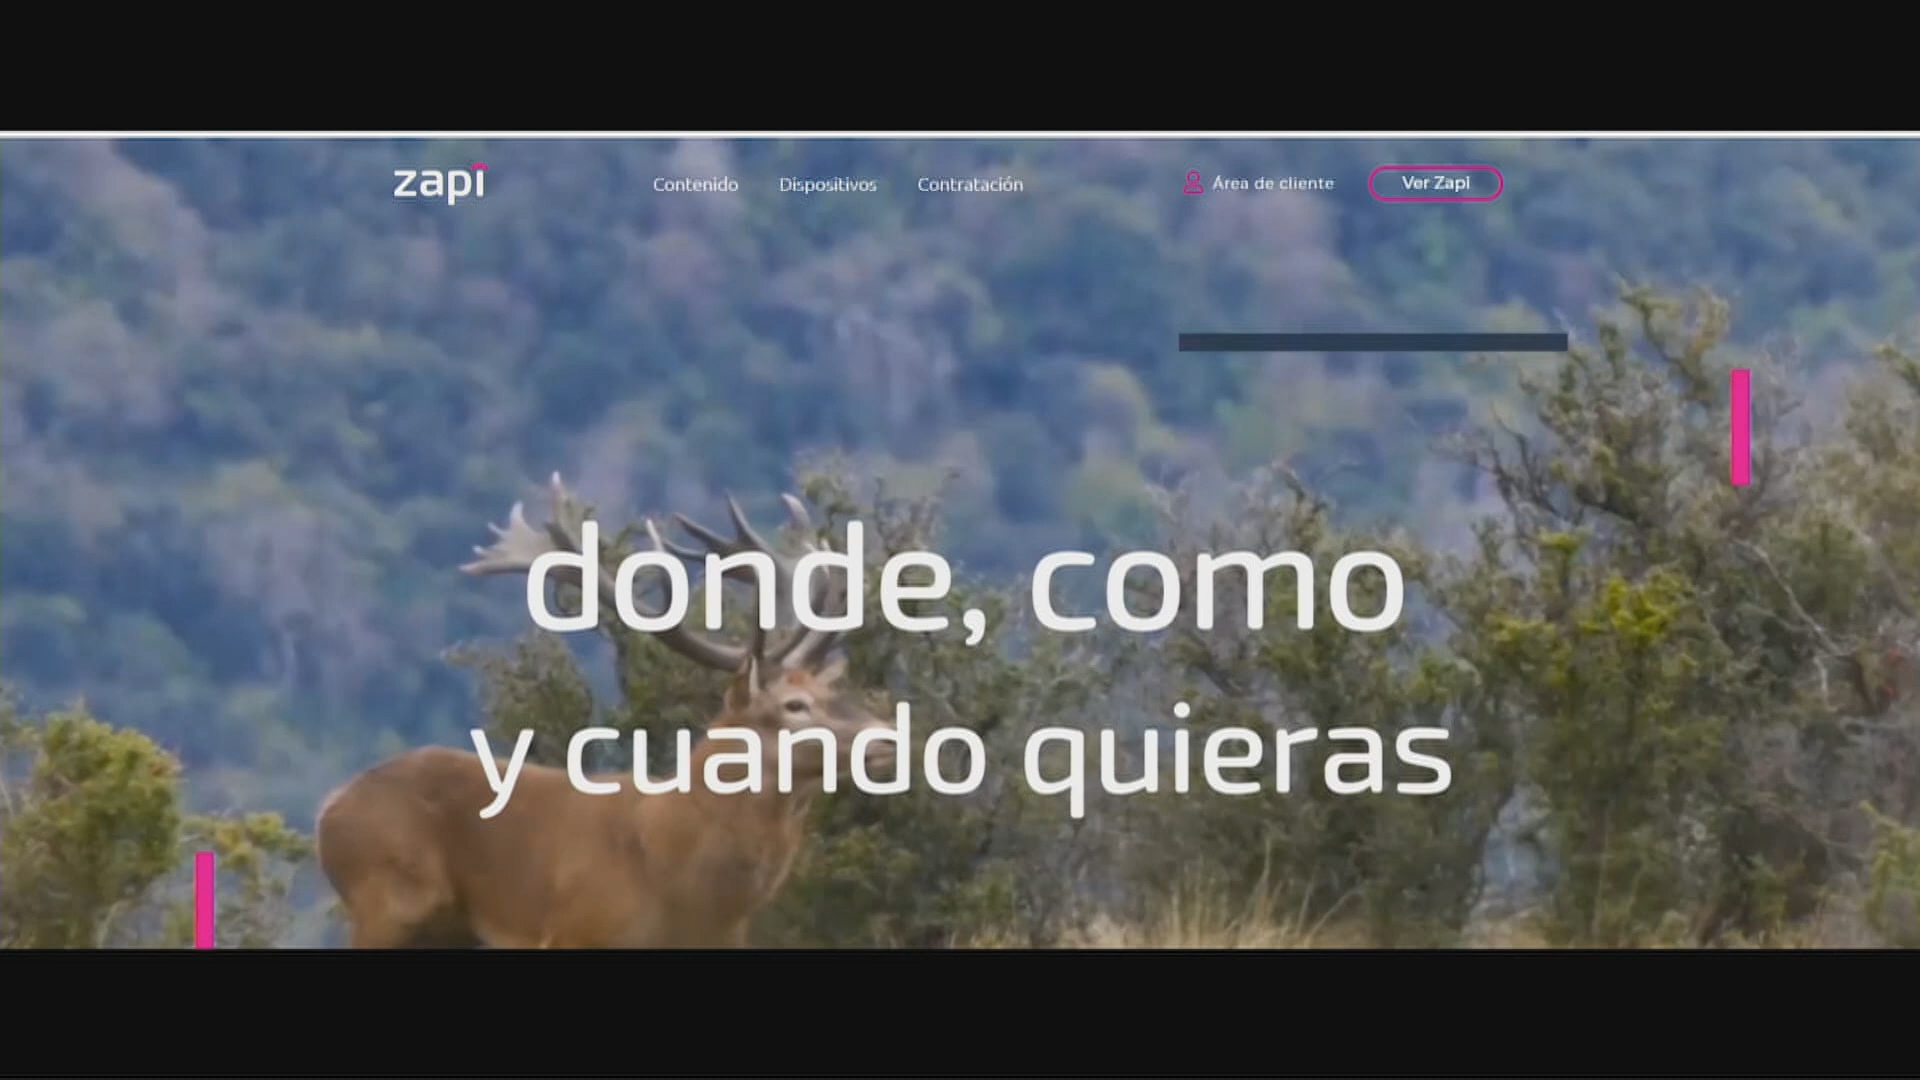 zapi
Contenido Dispositivos Contratación Área de cliente Ver Zapi
donde, como
y cuando quieras